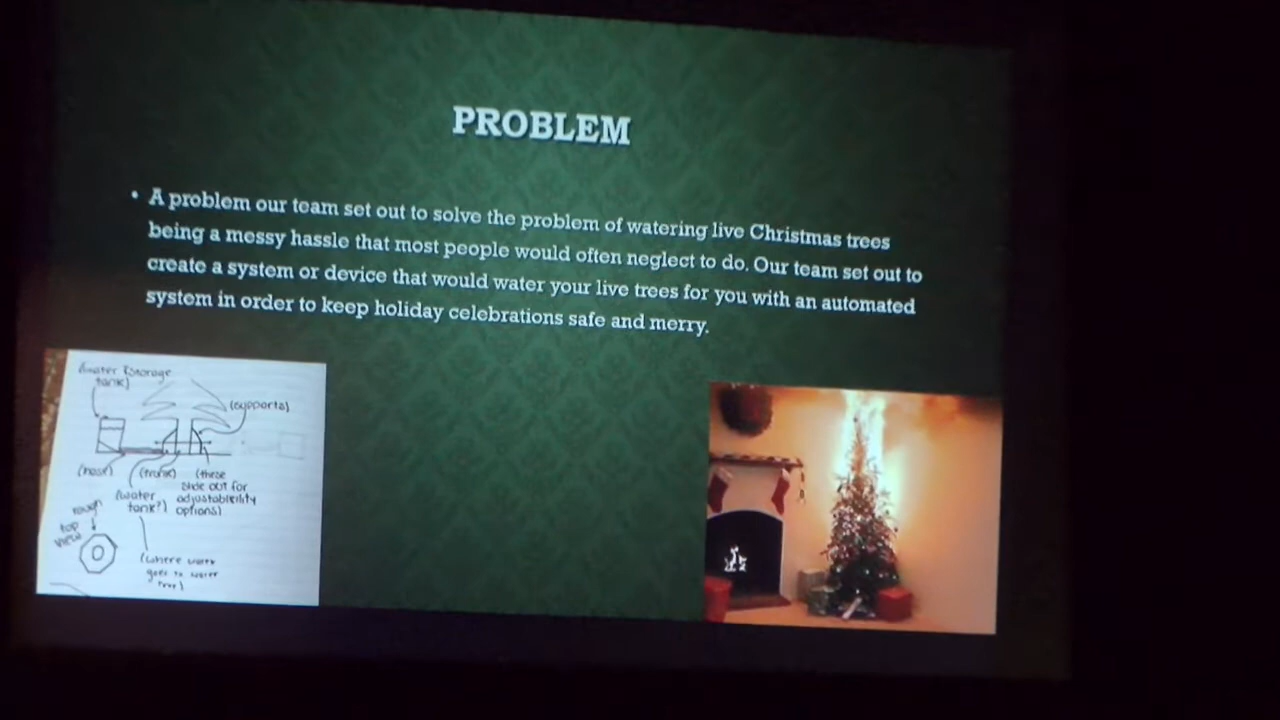 PROBLEM
• A problem our team set out to solve the problem of watering live Christmas trees
being a messy hassle that most people would often neglect to do. Our team set out to
create a system or device that would water your live trees for you with an automated
system in order to keep holiday celebrations safe and merry.
(water storage
tank)
(supports)
(hose) (trunk) (these
slide out for
(water adjustability
tank?) options)
rough
top
view
(where water
goes to water
tree)